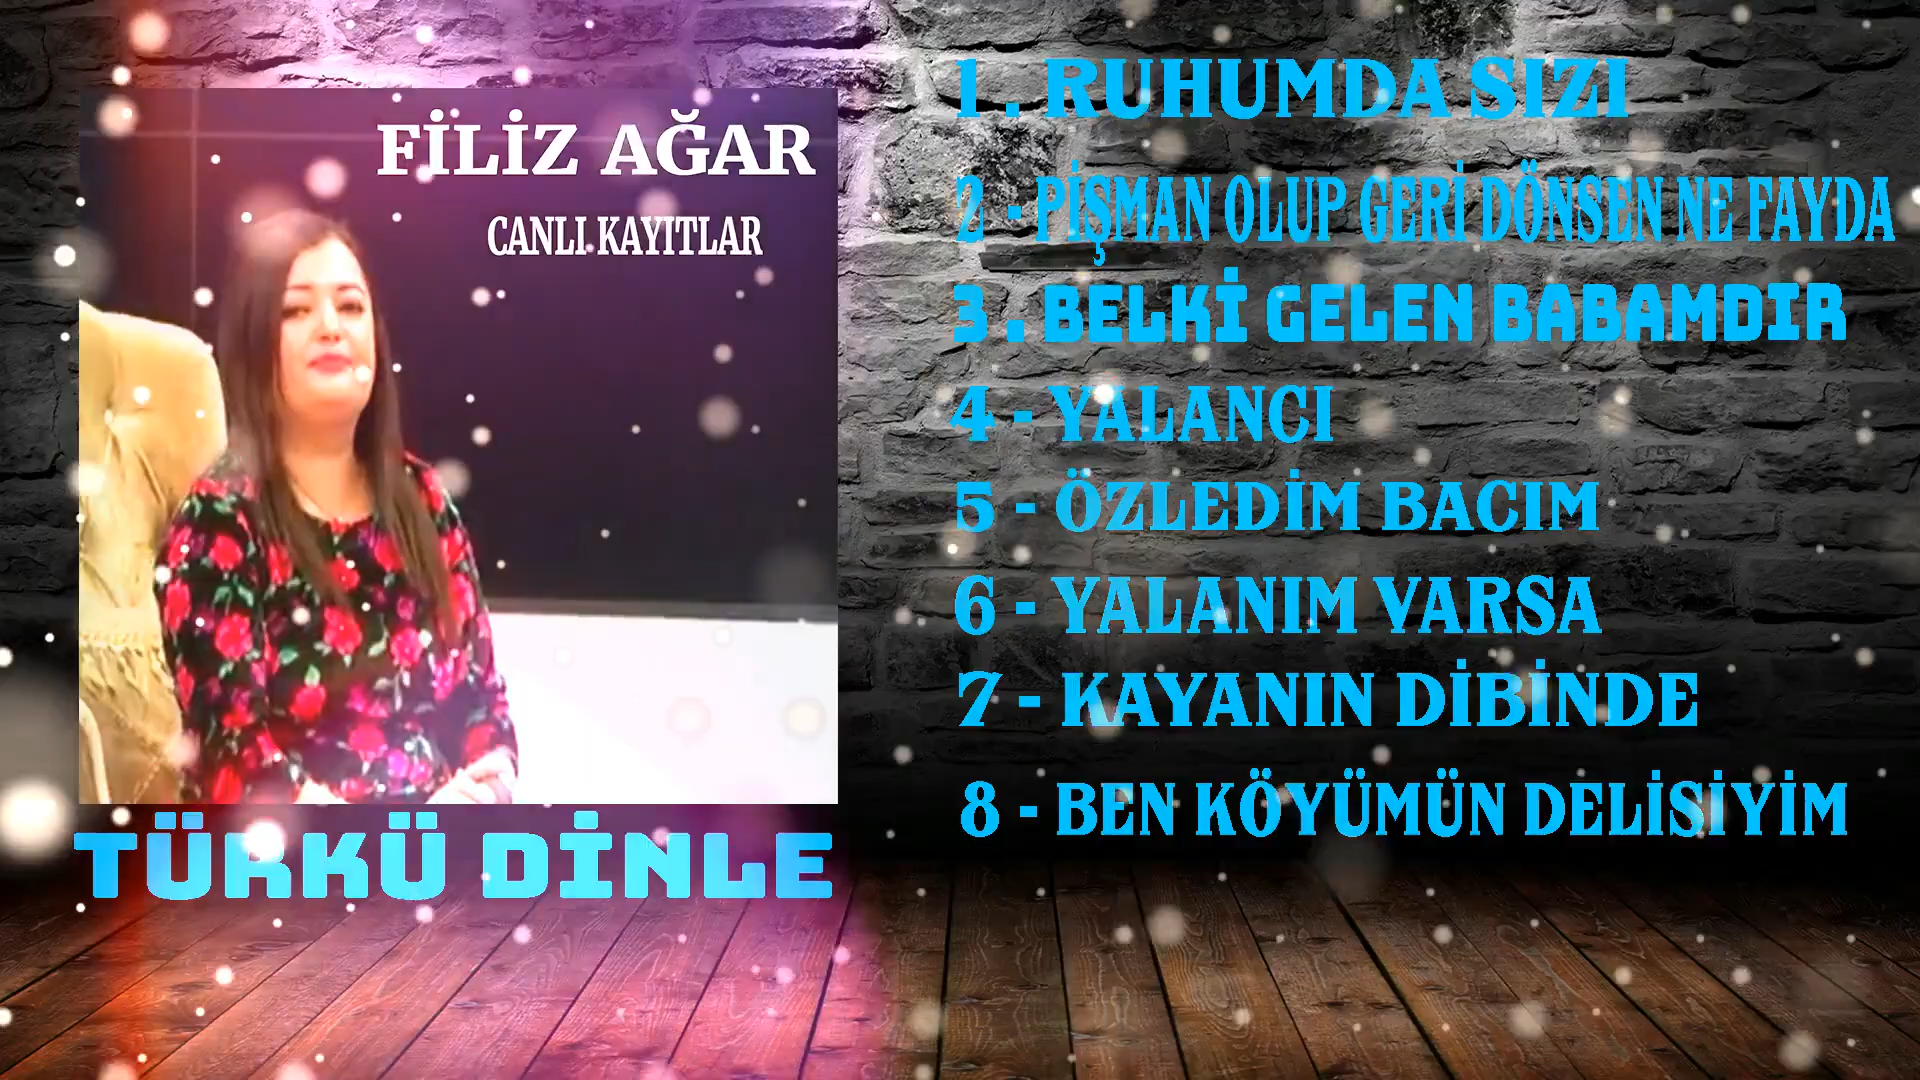 FİLİZ AĞAR
CANLI KAYITLAR
TÜRKÜ DİNLE
1 . RUHUMDA SIZI
2 - PİŞMAN OLUP GERİ DÖNSEN NE FAYDA
3 . BELKİ GELEN BABAMDIR
4 - YALANCI
5 - ÖZLEDİM BACIM
6 - YALANIM VARSA
7 - KAYANIN DİBİNDE
8 - BEN KÖYÜMÜN DELİSİYİM